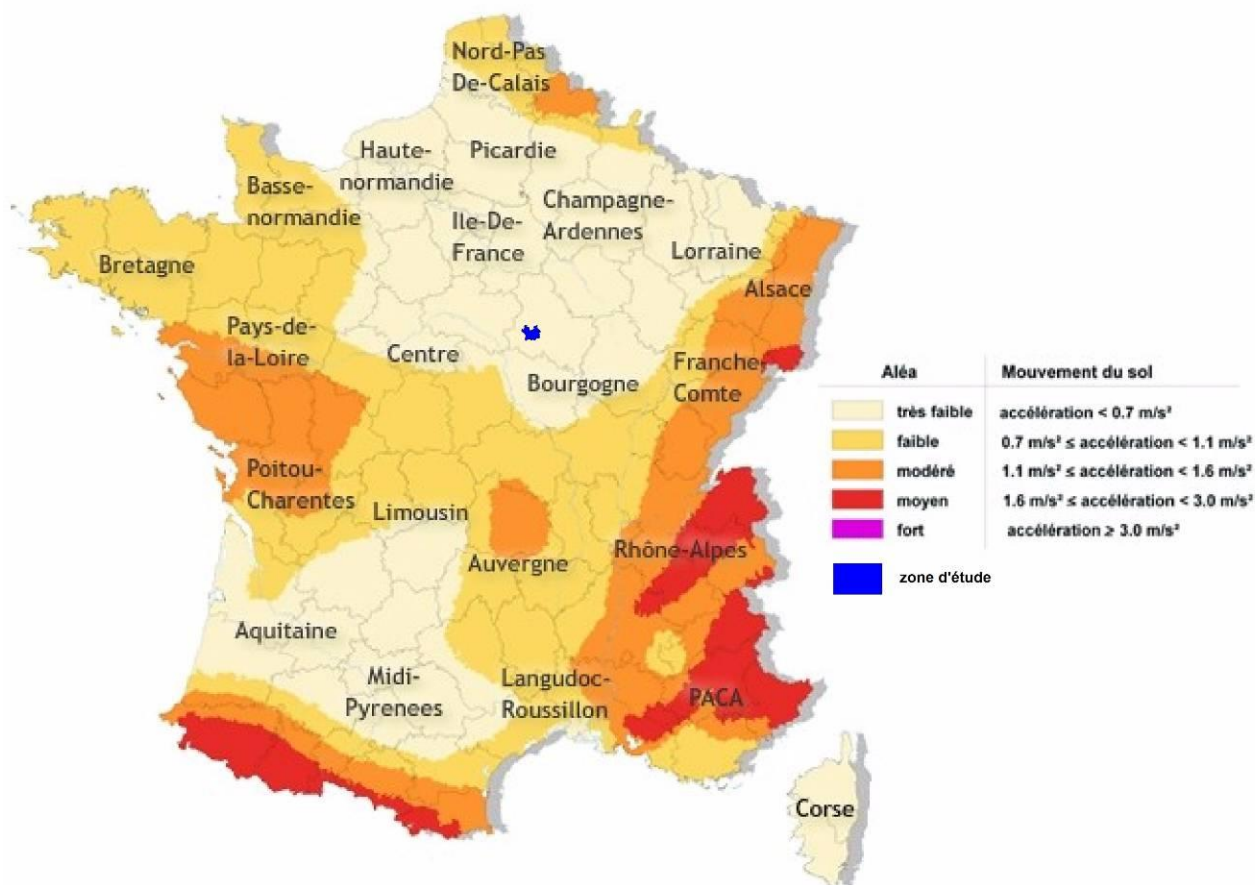 Nord-Pas
De-Calais
Haute-
normandie
Picardie
Basse-
normandie
Ile-De-
France
Champagne-
Ardennes
Lorraine
Bretagne
Alsace
Pays-de-
la-Loire
Centre
Bourgogne
Franche-
Comte
Poitou-
Charentes
Limousin
Auvergne
Rhône-Alpes
Aquitaine
Midi-
Pyrenees
Langudoc-
Roussillon
PACA
Corse
Aléa Mouvement du sol
très faible accélération < 0.7 m/s²
faible 0.7 m/s² ≤ accélération < 1.1 m/s²
modéré 1.1 m/s² ≤ accélération < 1.6 m/s²
moyen 1.6 m/s² ≤ accélération < 3.0 m/s²
fort accélération ≥ 3.0 m/s²
zone d'étude